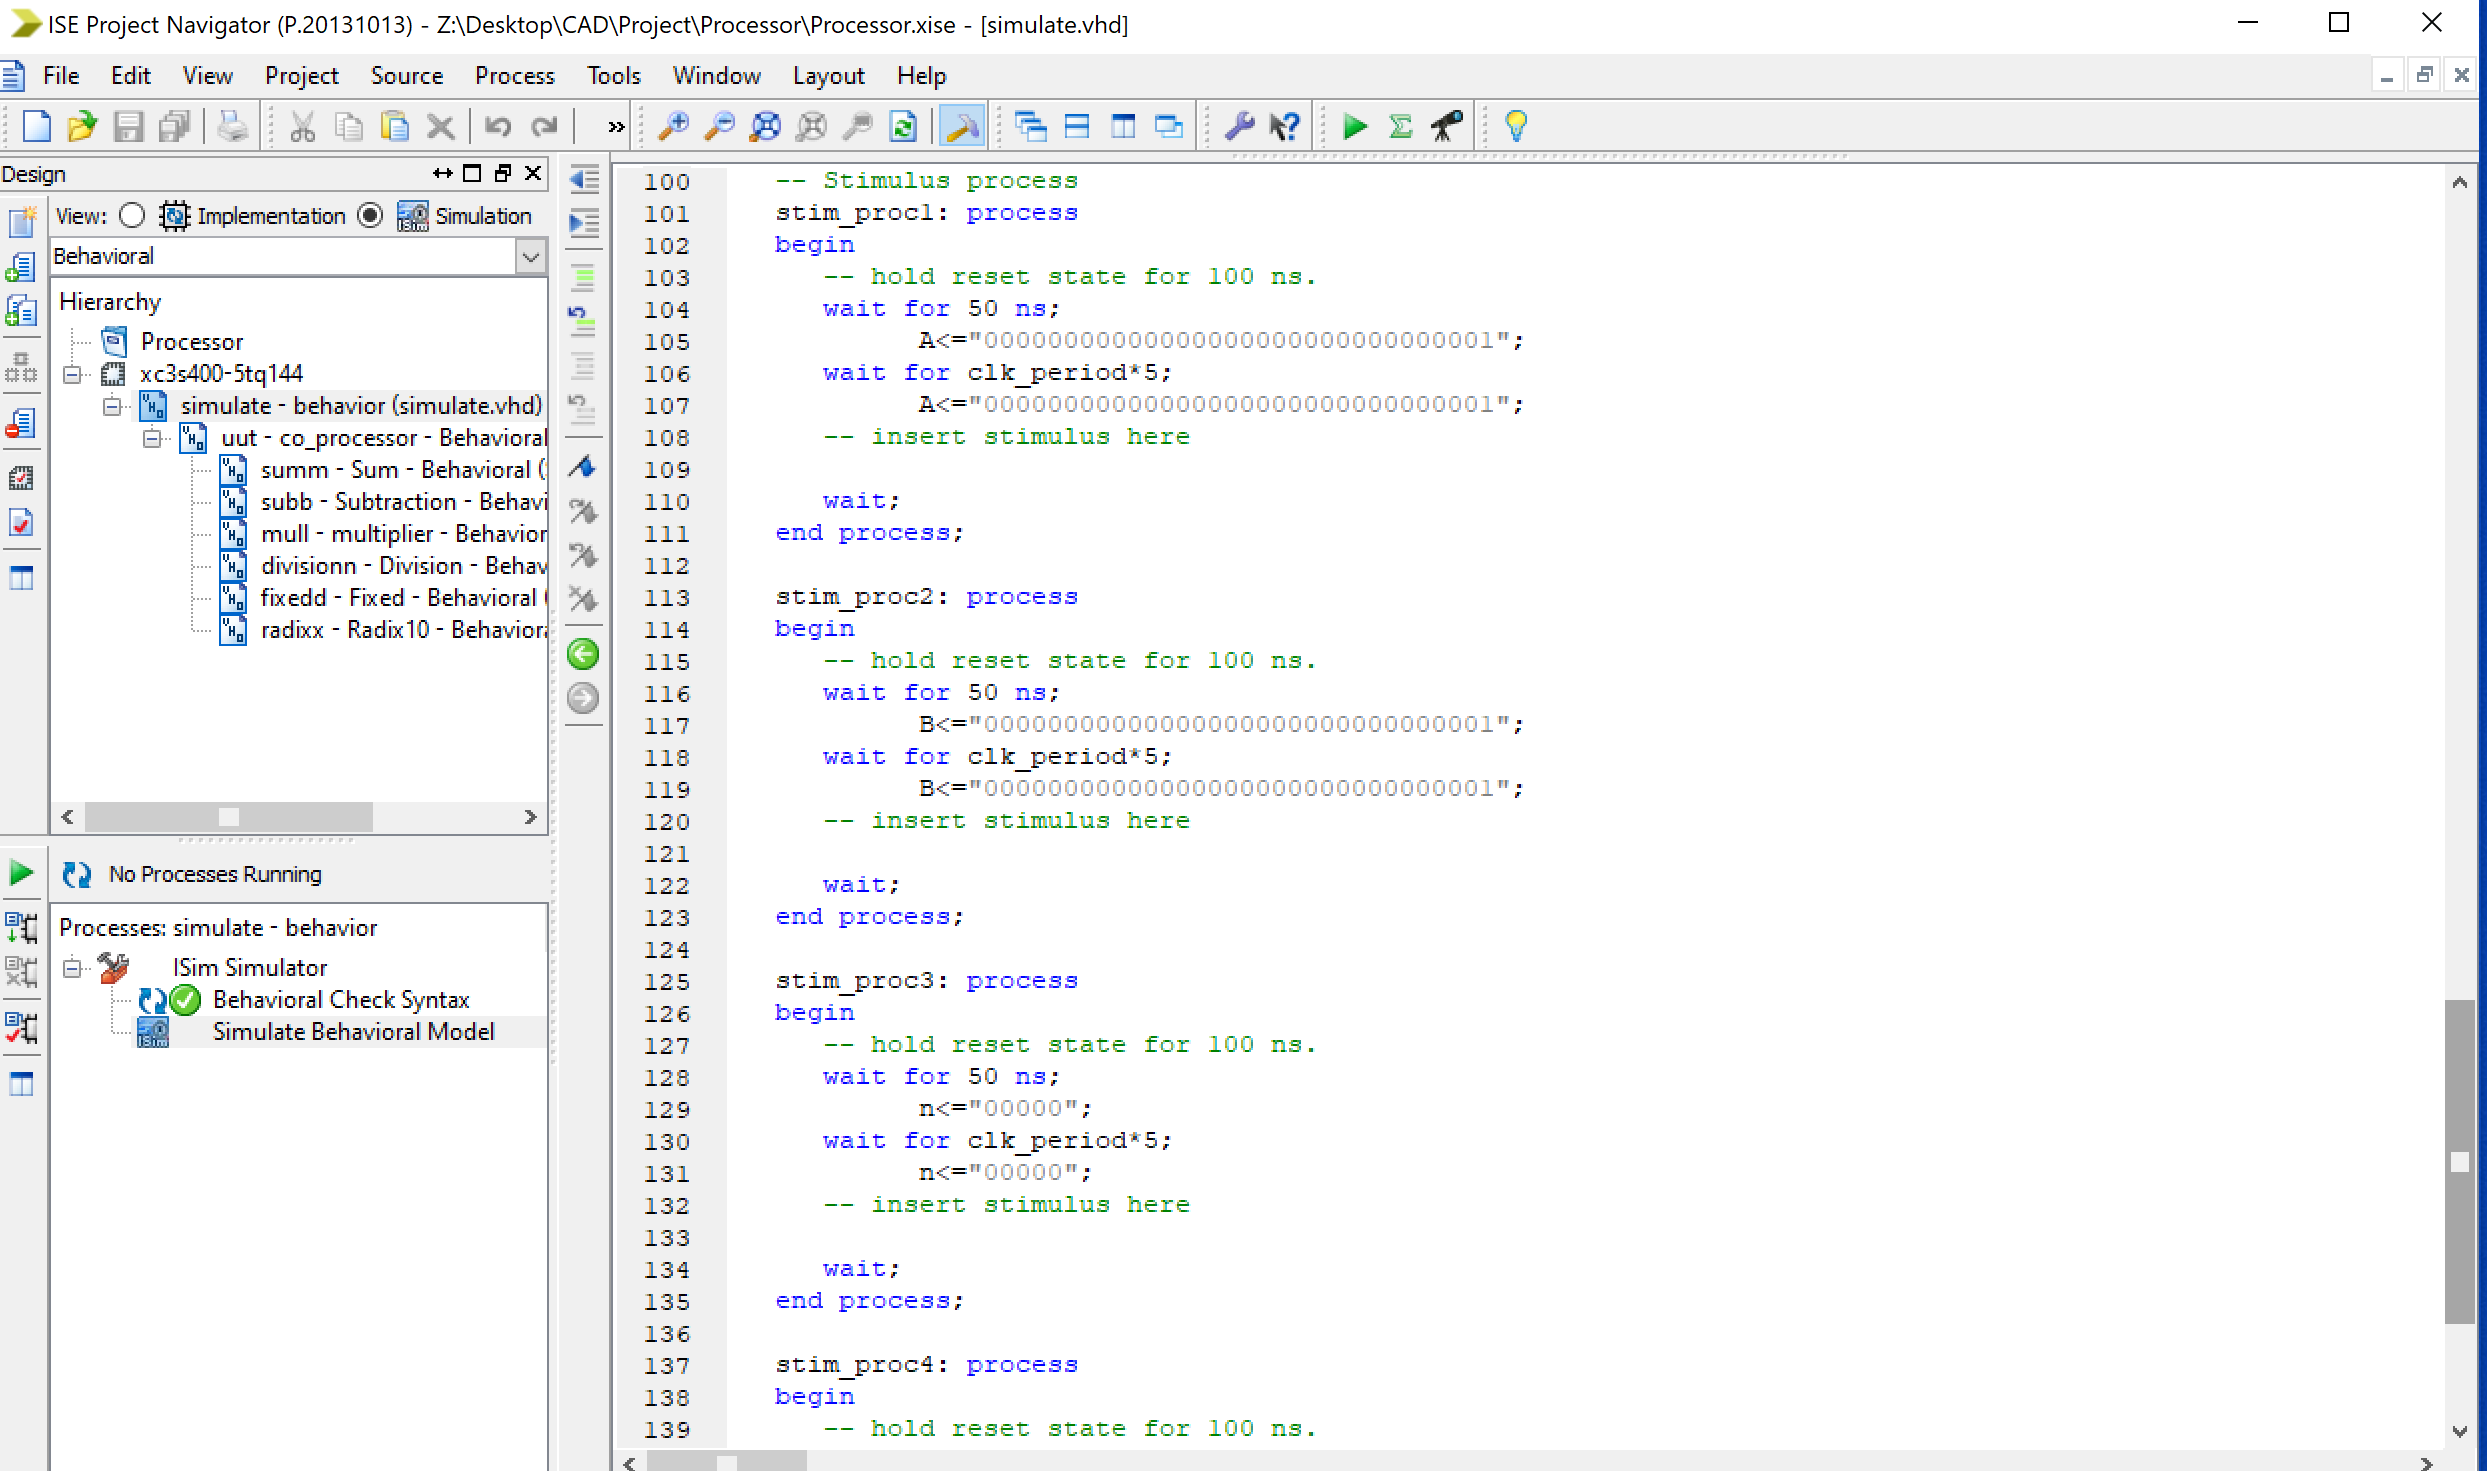 ISE Project Navigator (P.20131013) - Z:\Desktop\CAD\Project\Processor\Processor.xise - [simulate.vhd]
File Edit View Project Source Process Tools Window Layout Help
Design
View: Implementation Simulation
Behavioral
Hierarchy
Processor
xc3s400-5tq144
simulate - behavior (simulate.vhd)
uut - co_processor - Behavioral
summ - Sum - Behavioral (
subb - Subtraction - Behavi
mull - multiplier - Behavior
divisionn - Division - Behav
fixedd - Fixed - Behavioral (
radixx - Radix10 - Behaviora
No Processes Running
Processes: simulate - behavior
ISim Simulator
Behavioral Check Syntax
Simulate Behavioral Model
100 -- Stimulus process
101 stim_proc1: process
102 begin
103 -- hold reset state for 100 ns.
104 wait for 50 ns;
105 A<="00000000000000000000000000000001";
106 wait for clk_period*5;
107 A<="00000000000000000000000000000001";
108 -- insert stimulus here
109
110 wait;
111 end process;
112
113 stim_proc2: process
114 begin
115 -- hold reset state for 100 ns.
116 wait for 50 ns;
117 B<="00000000000000000000000000000001";
118 wait for clk_period*5;
119 B<="00000000000000000000000000000001";
120 -- insert stimulus here
121
122 wait;
123 end process;
124
125 stim_proc3: process
126 begin
127 -- hold reset state for 100 ns.
128 wait for 50 ns;
129 n<="00000";
130 wait for clk_period*5;
131 n<="00000";
132 -- insert stimulus here
133
134 wait;
135 end process;
136
137 stim_proc4: process
138 begin
139 -- hold reset state for 100 ns.